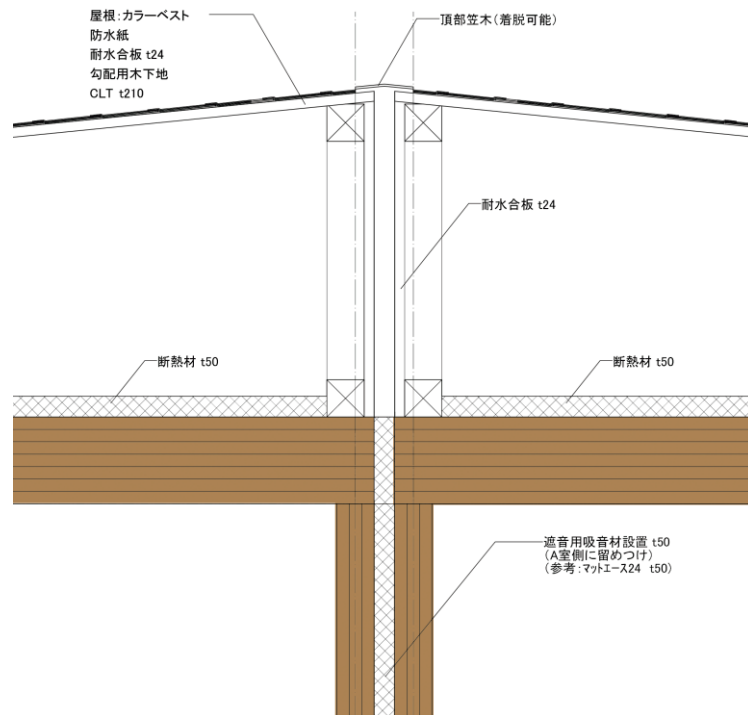 屋根：カラーベスト
防水紙
耐水合板 t24
勾配用木下地
CLT t210
頂部笠木（着脱可能）
耐水合板 t24
断熱材 t50
断熱材 t50
遮音用吸音材設置 t50
（A室側に留めつけ）
（参考：マットエース24 t50）